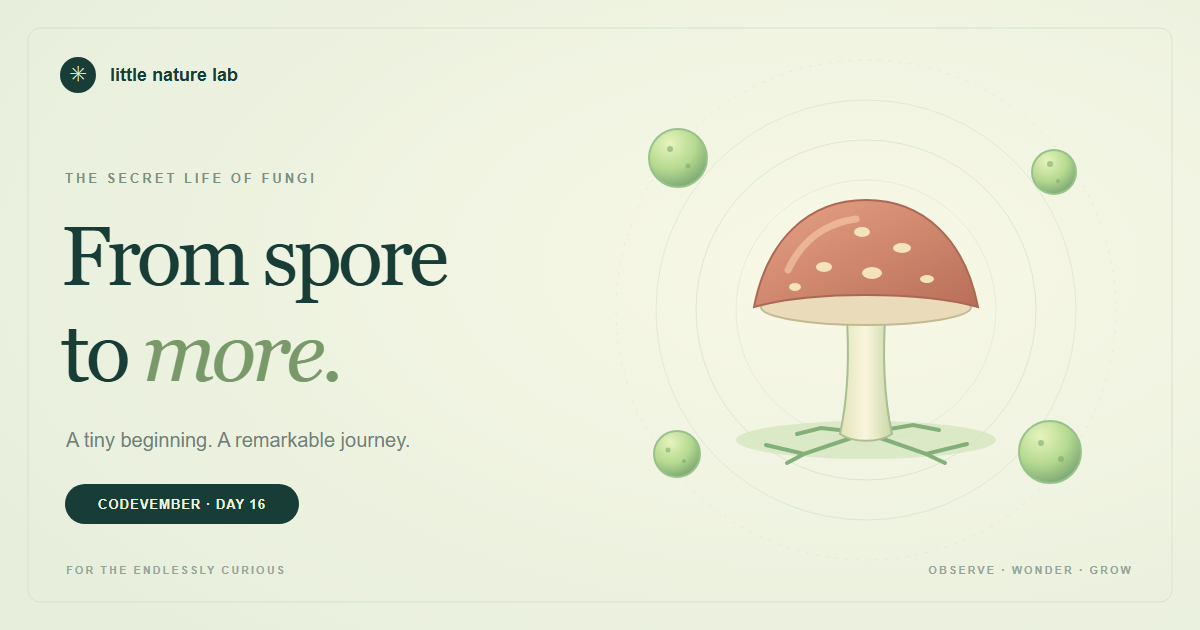 little nature lab
THE SECRET LIFE OF FUNGI
From spore
to more.
A tiny beginning. A remarkable journey.
CODEVEMBER · DAY 16
FOR THE ENDLESSLY CURIOUS
OBSERVE · WONDER · GROW